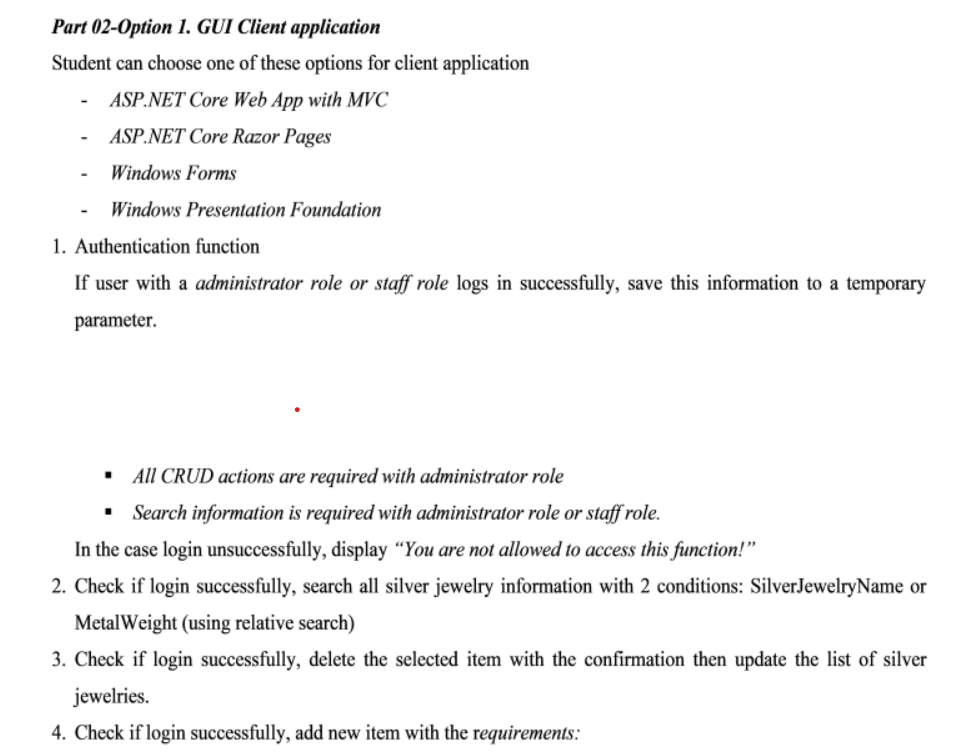 Part 02-Option 1. GUI Client application
Student can choose one of these options for client application
- ASP.NET Core Web App with MVC
- ASP.NET Core Razor Pages
- Windows Forms
- Windows Presentation Foundation
1. Authentication function
If user with a administrator role or staff role logs in successfully, save this information to a temporary
parameter.
▪ All CRUD actions are required with administrator role
▪ Search information is required with administrator role or staff role.
In the case login unsuccessfully, display “You are not allowed to access this function!”
2. Check if login successfully, search all silver jewelry information with 2 conditions: SilverJewelryName or
MetalWeight (using relative search)
3. Check if login successfully, delete the selected item with the confirmation then update the list of silver
jewelries.
4. Check if login successfully, add new item with the requirements: